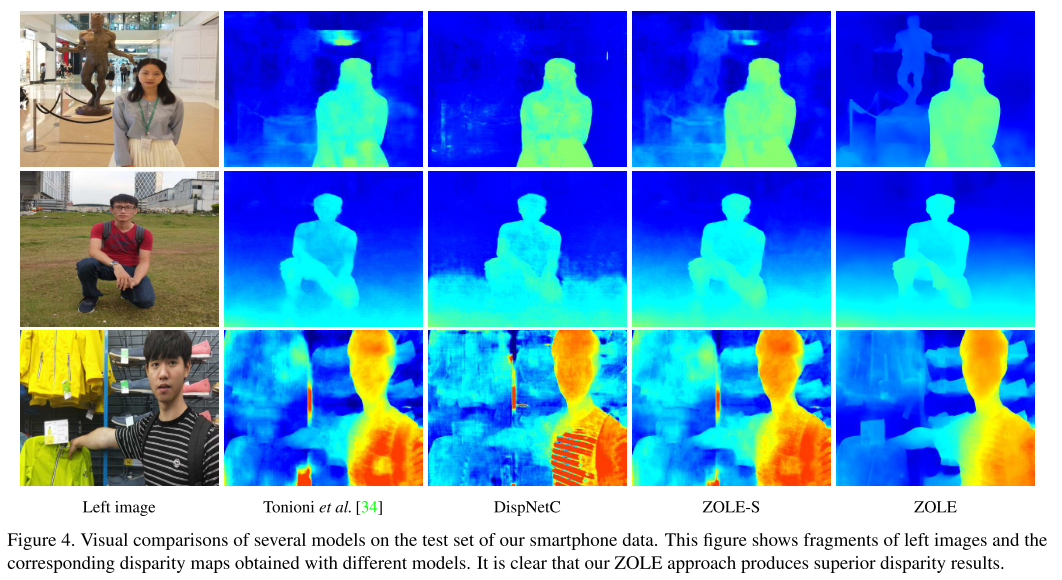 Left image
Tonioni et al. [34]
DispNetC
ZOLE-S
ZOLE
Figure 4. Visual comparisons of several models on the test set of our smartphone data. This figure shows fragments of left images and the
corresponding disparity maps obtained with different models. It is clear that our ZOLE approach produces superior disparity results.